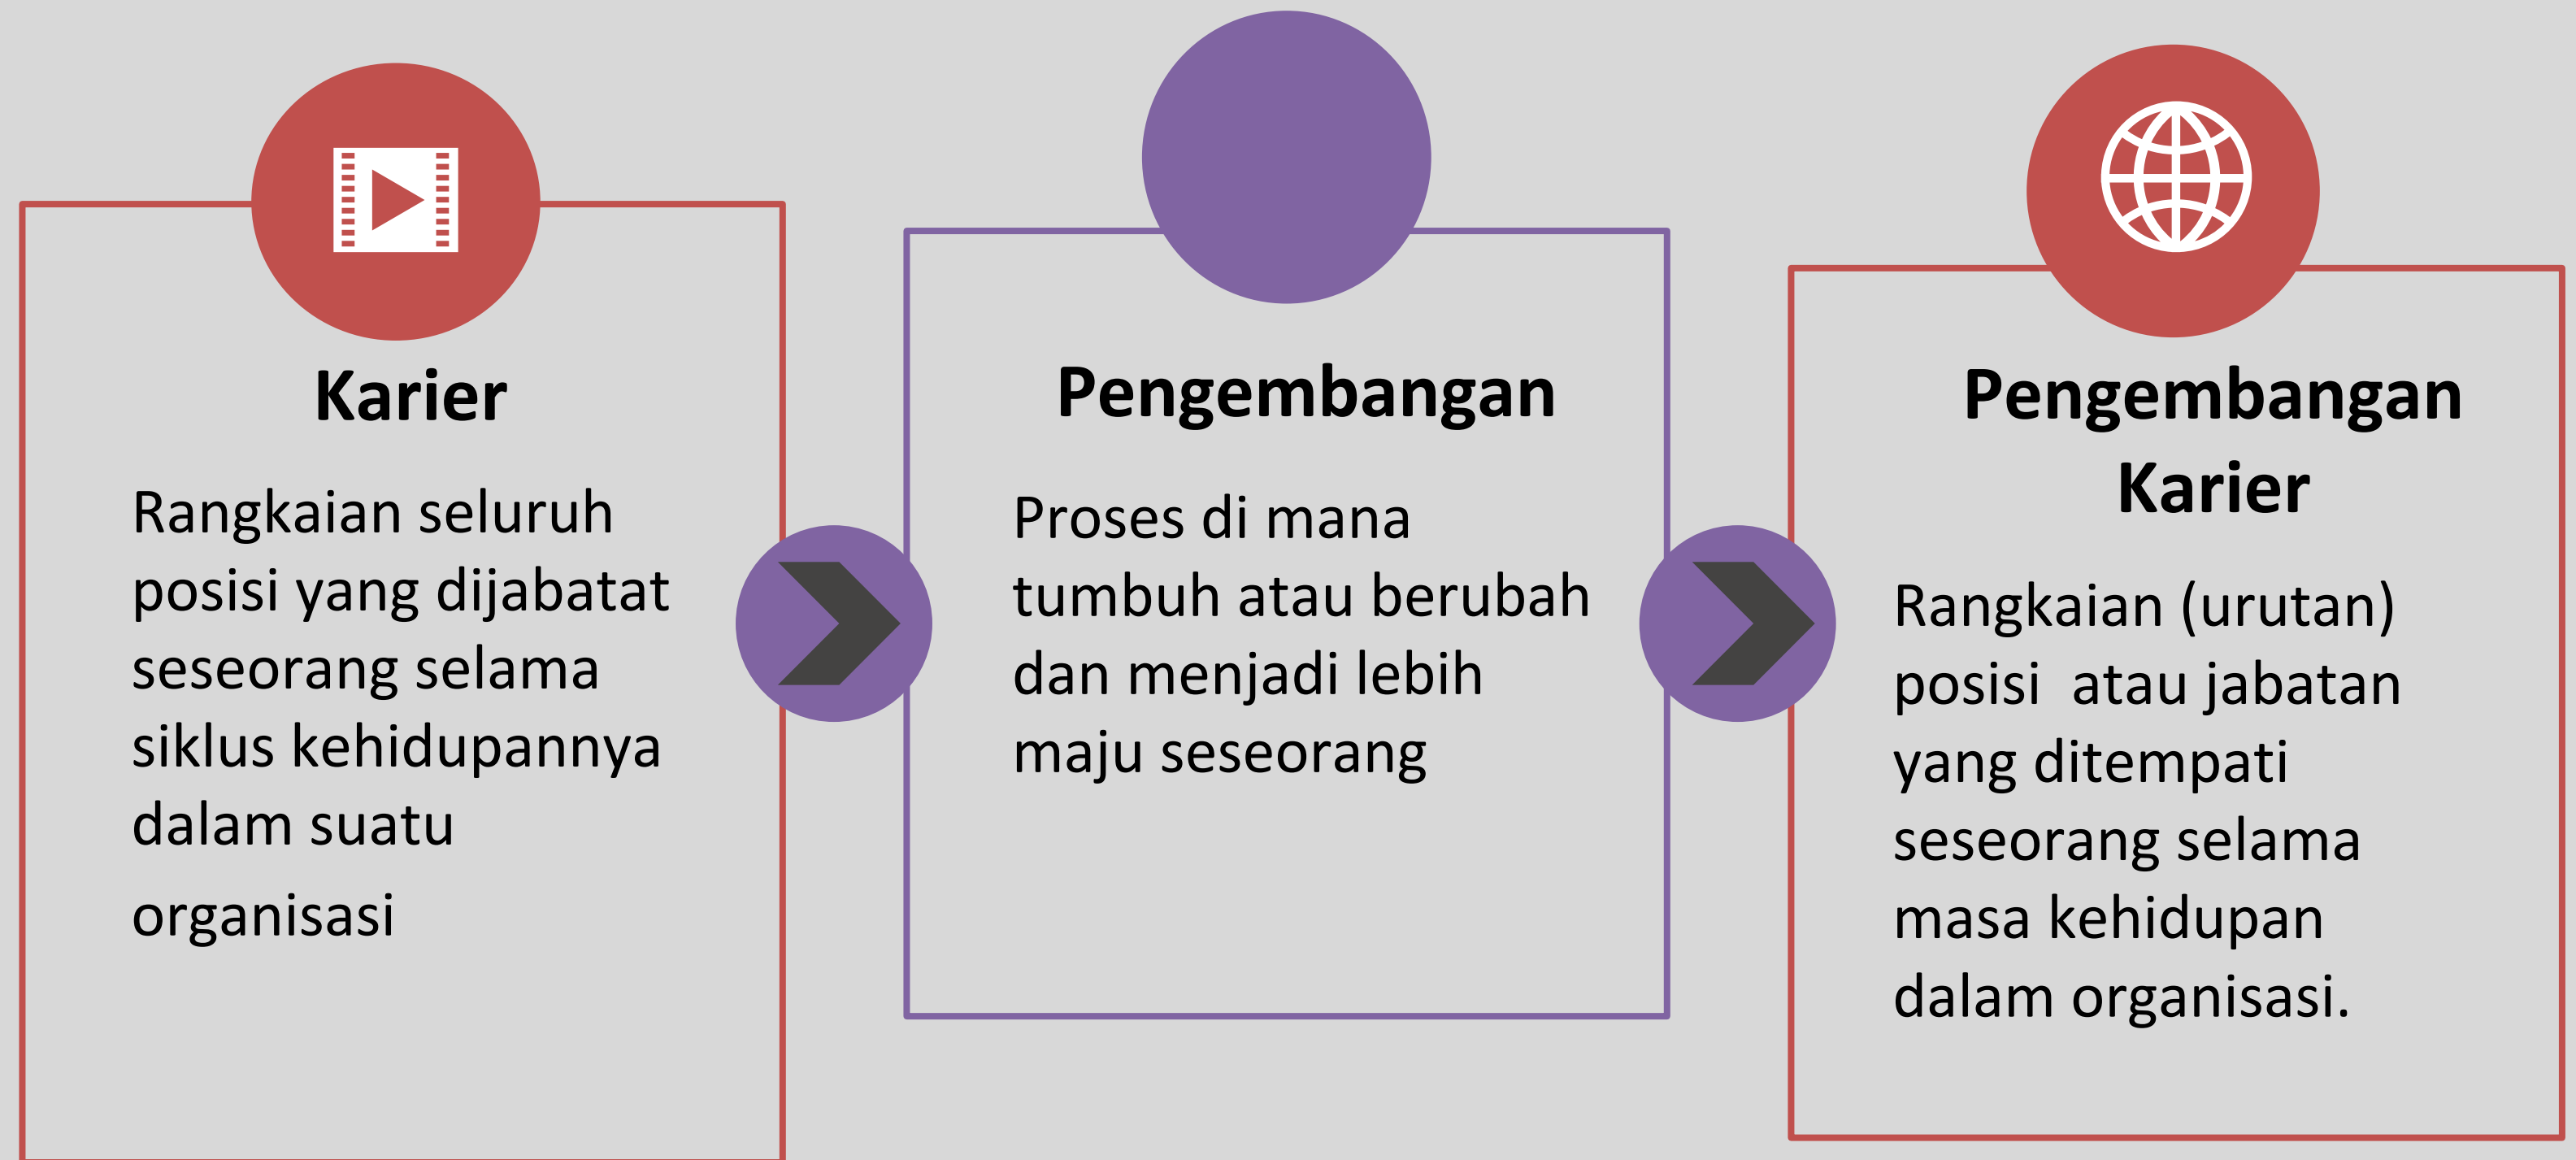 Karier
Rangkaian seluruh
posisi yang dijabatat
seseorang selama
siklus kehidupannya
dalam suatu
organisasi
Pengembangan
Proses di mana
tumbuh atau berubah
dan menjadi lebih
maju seseorang
Pengembangan
Karier
Rangkaian (urutan)
posisi  atau jabatan
yang ditempati
seseorang selama
masa kehidupan
dalam organisasi.